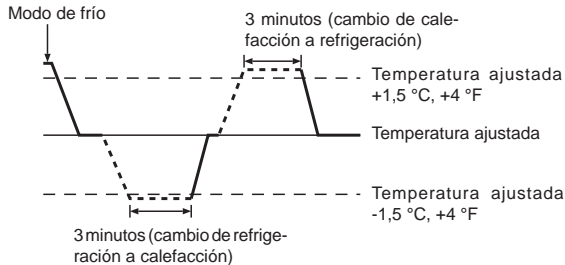 Modo de frío
3 minutos (cambio de cale-
facción a refrigeración)
Temperatura ajustada
+1,5 °C, +4 °F
Temperatura ajustada
Temperatura ajustada
-1,5 °C, +4 °F
3 minutos (cambio de refrige-
ración a calefacción)